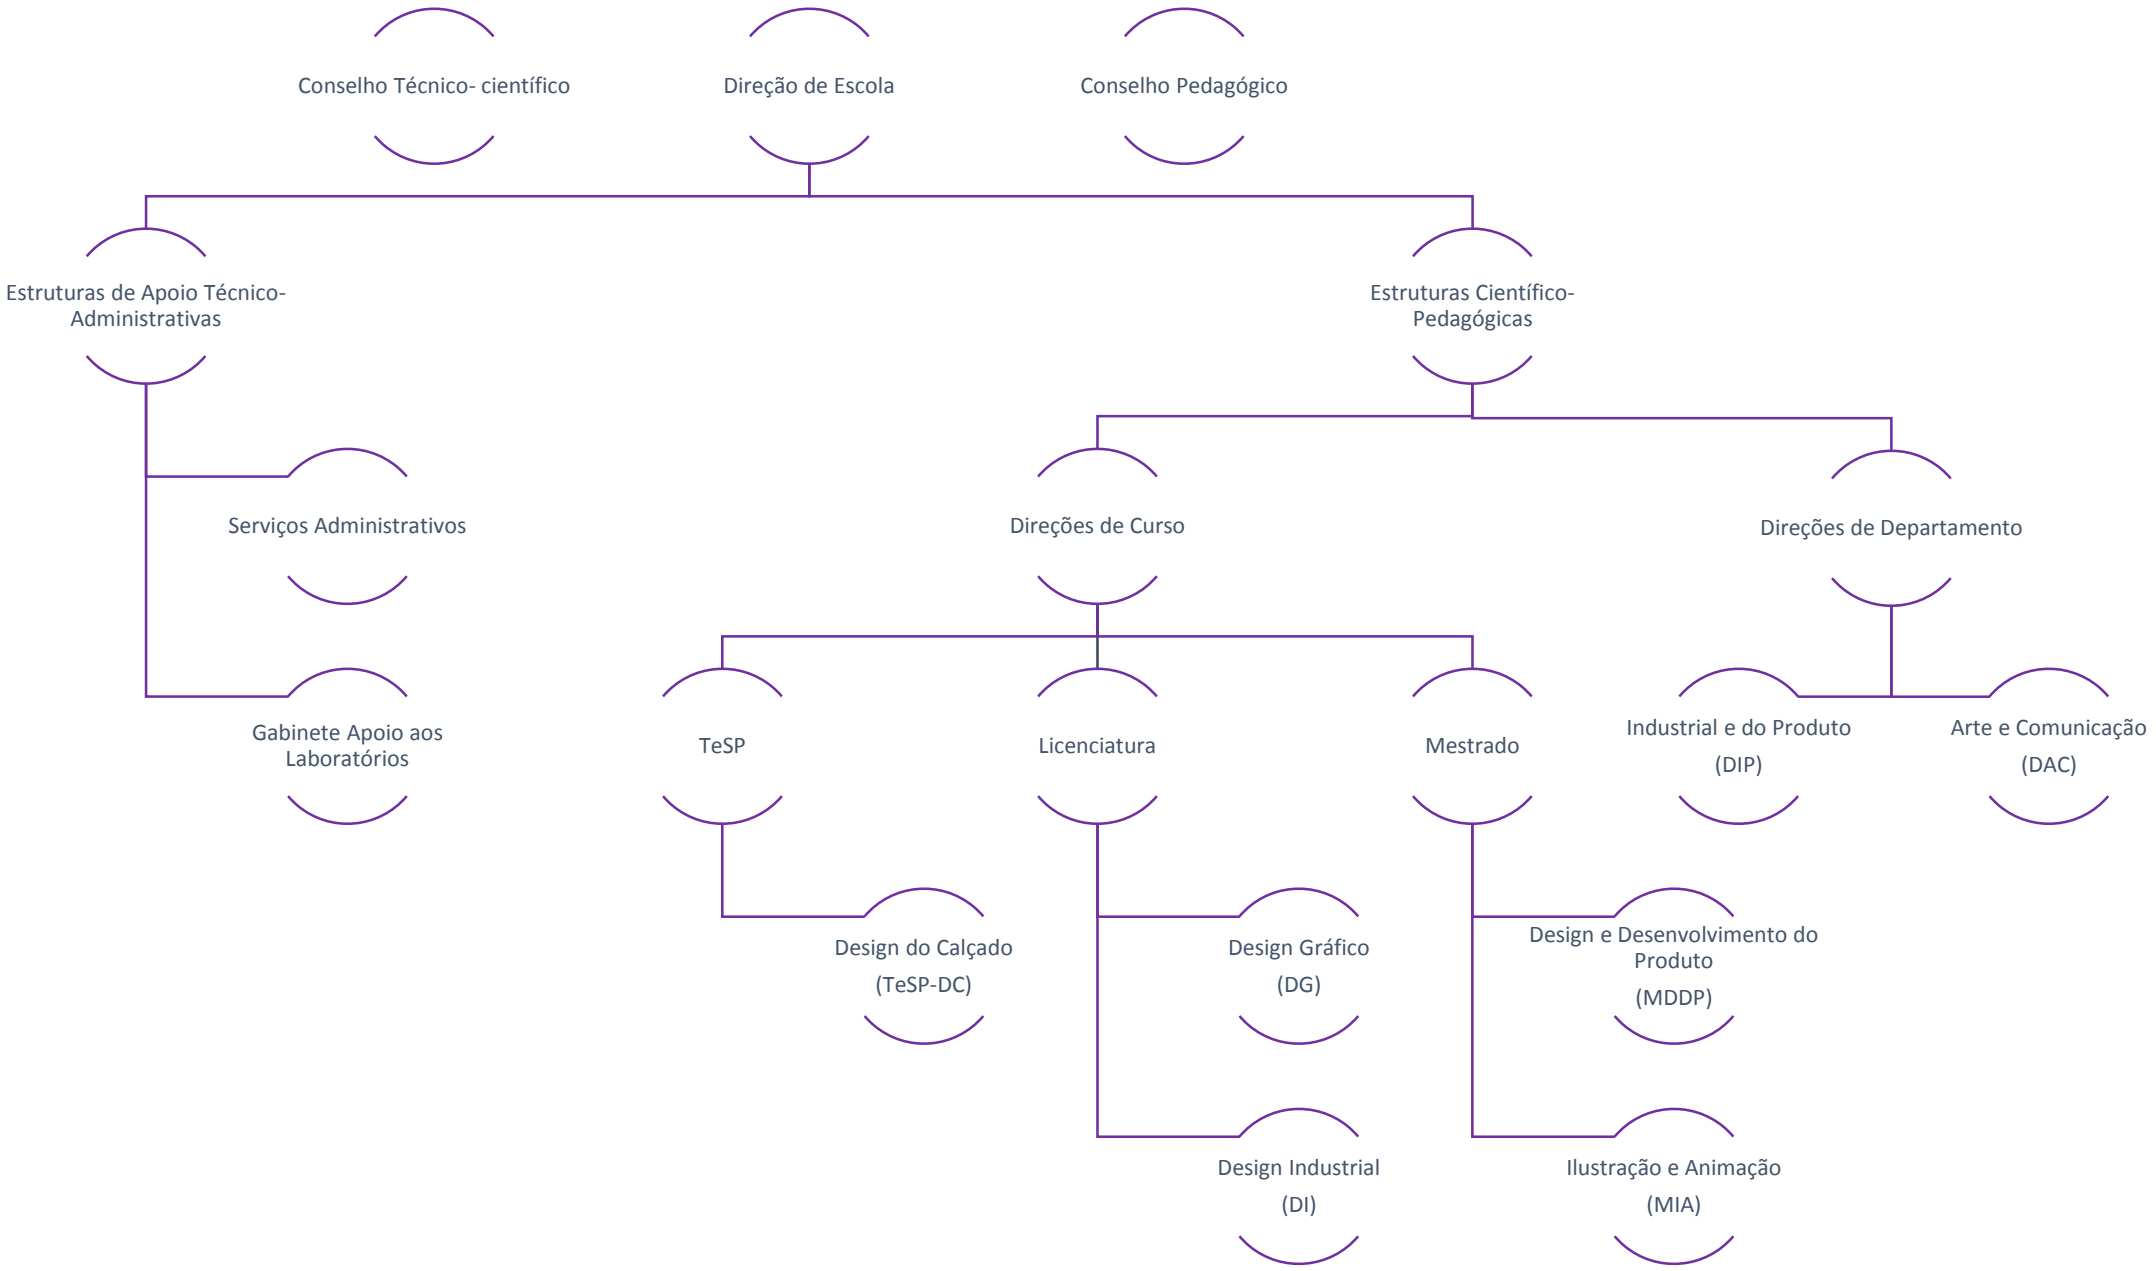 Conselho Técnico- científico
Direção de Escola
Conselho Pedagógico
Estruturas de Apoio Técnico-
Administrativas
Estruturas Científico-
Pedagógicas
Serviços Administrativos
Direções de Curso
Direções de Departamento
Gabinete Apoio aos
Laboratórios
TeSP
Licenciatura
Mestrado
Industrial e do Produto
(DIP)
Arte e Comunicação
(DAC)
Design do Calçado
(TeSP-DC)
Design Gráfico
(DG)
Design e Desenvolvimento do
Produto
(MDDP)
Design Industrial
(DI)
Ilustração e Animação
(MIA)